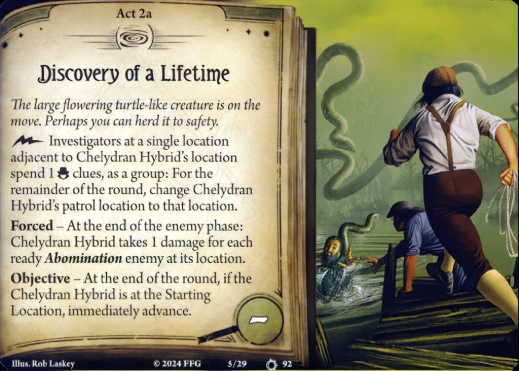 Act 2a
Discovery of a Lifetime
The large flowering turtle-like creature is on the
move. Perhaps you can herd it to safety.
Investigators at a single location
adjacent to Chelydran Hybrid's location
spend 1 clues, as a group: For the
remainder of the round, change Chelydran
Hybrid's patrol location to that location.
Forced – At the end of the enemy phase:
Chelydran Hybrid takes 1 damage for each
ready Abomination enemy at its location.
Objective – At the end of the round, if the
Chelydran Hybrid is at the Starting
Location, immediately advance.
–
Illus. Rob Laskey © 2024 FFG 5/29 92